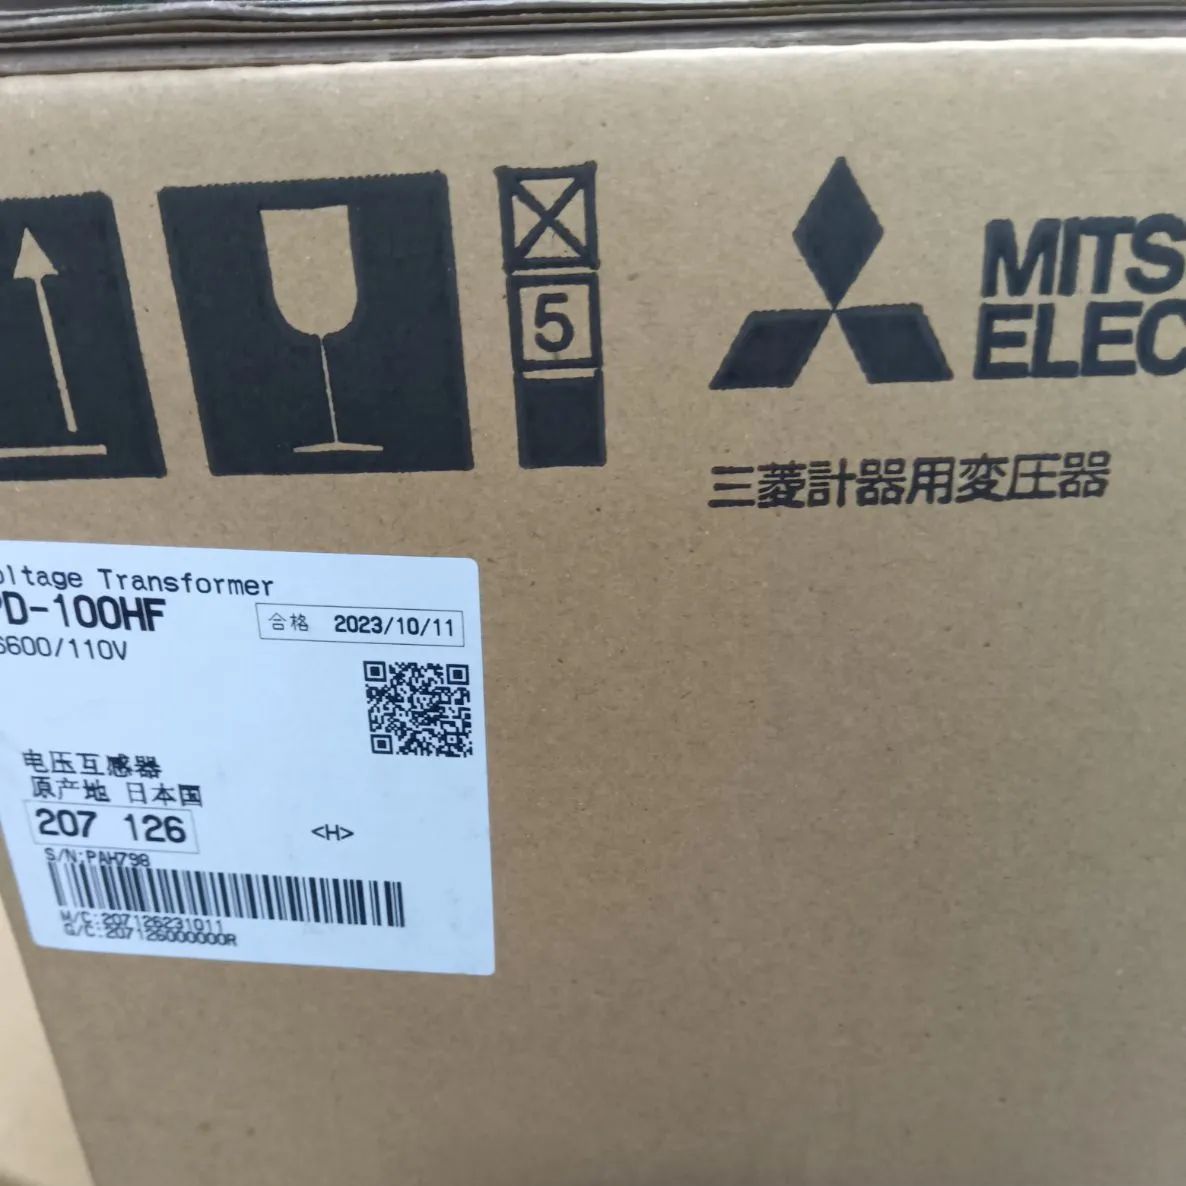 5
MITS
ELEC
三菱計器用変圧器
oltage Transformer
PD-100HF
合格 2023/10/11
6600/110V
电压互感器
原产地 日本国
207 126
<H>
S/N:PAH798
M/C:207126231011
G/C:207126000000R